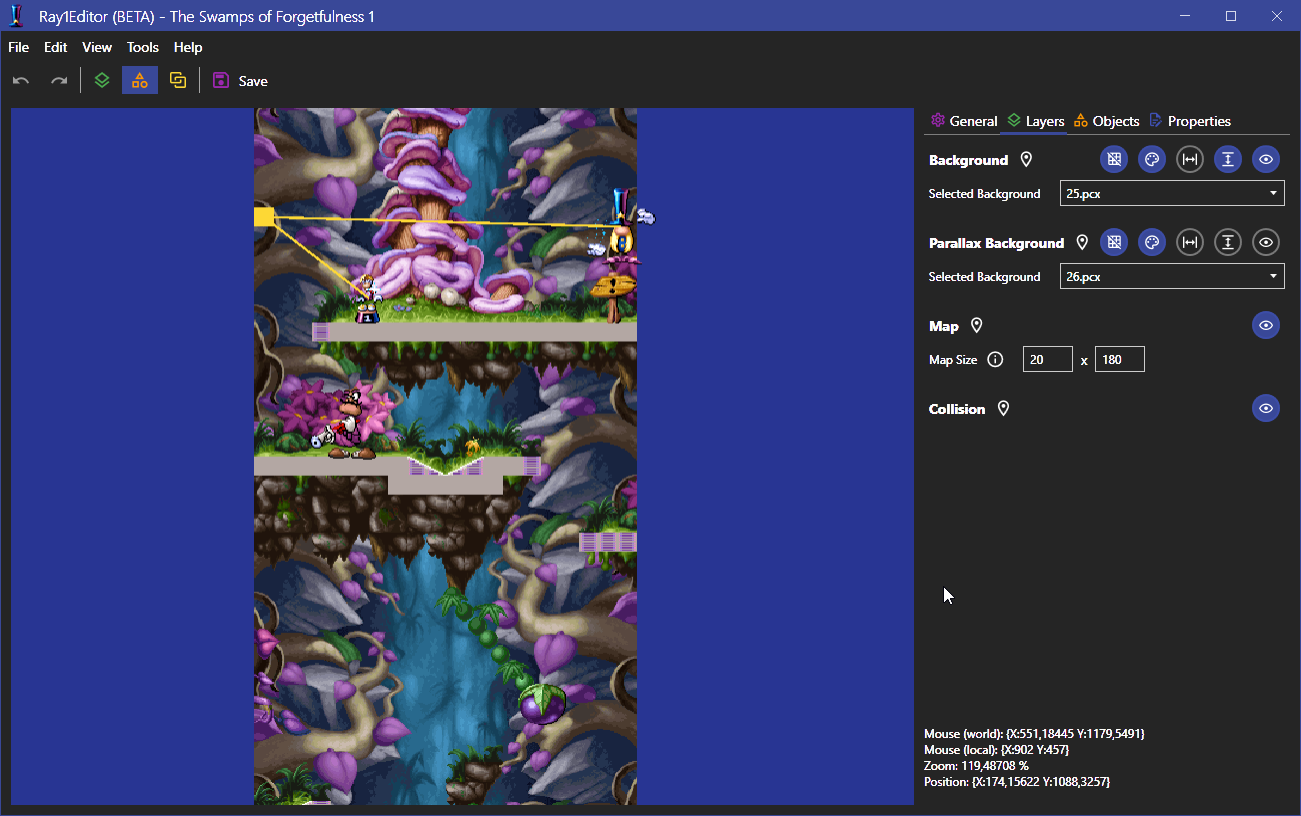 Ray1Editor (BETA) - The Swamps of Forgetfulness 1
File Edit View Tools Help
Save
General Layers Objects Properties
Background
Selected Background 25.pcx
Parallax Background
Selected Background 26.pcx
Map
Map Size 20 x 180
Collision
1
Mouse (world): {X:551,18445 Y:1179,5491}
Mouse (local): {X:902 Y:457}
Zoom: 119,48708 %
Position: {X:174,15622 Y:1088,3257}